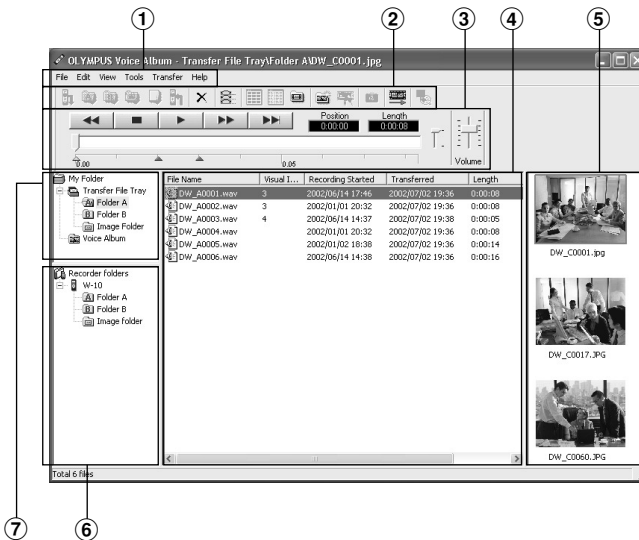 ① ② ③ ④ ⑤
OLYMPUS Voice Album - Transfer File Tray\Folder A\DW_C0001.jpg
File Edit View Tools Transfer Help
Position Length
0:00:00 0:00:08
0.00 0.05
Volume
My Folder
Transfer File Tray
Folder A
Folder B
Image Folder
Voice Album
Recorder folders
W-10
Folder A
Folder B
Image folder
File Name Visual I... Recording Started Transferred Length
DW_A0001.wav 3 2002/06/14 17:46 2002/07/02 19:36 0:00:08
DW_A0002.wav 3 2002/01/01 20:32 2002/07/02 19:36 0:00:08
DW_A0003.wav 4 2002/06/14 14:37 2002/07/02 19:38 0:00:05
DW_A0004.wav 2002/01/01 20:32 2002/07/02 19:36 0:00:08
DW_A0005.wav 2002/01/02 18:38 2002/07/02 19:36 0:00:14
DW_A0006.wav 2002/06/14 14:38 2002/07/02 19:36 0:00:16
DW_C0001.jpg
DW_C0017.JPG
DW_C0060.JPG
Total 6 files
⑦ ⑥